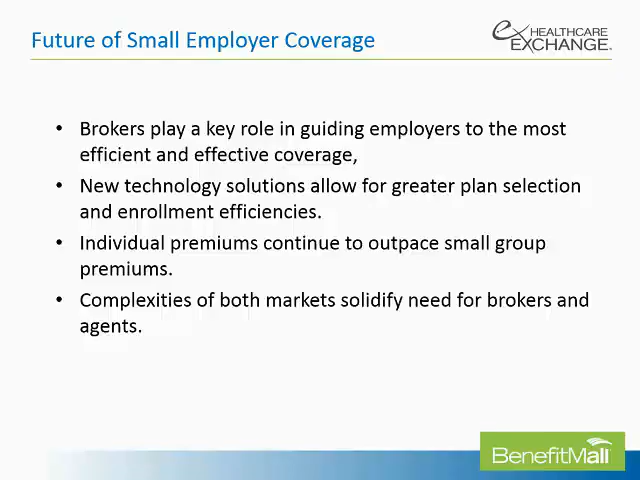 Future of Small Employer Coverage
ex HEALTHCARE
EXCHANGE
• Brokers play a key role in guiding employers to the most
efficient and effective coverage,
• New technology solutions allow for greater plan selection
and enrollment efficiencies.
• Individual premiums continue to outpace small group
premiums.
• Complexities of both markets solidify need for brokers and
agents.
BenefitMall